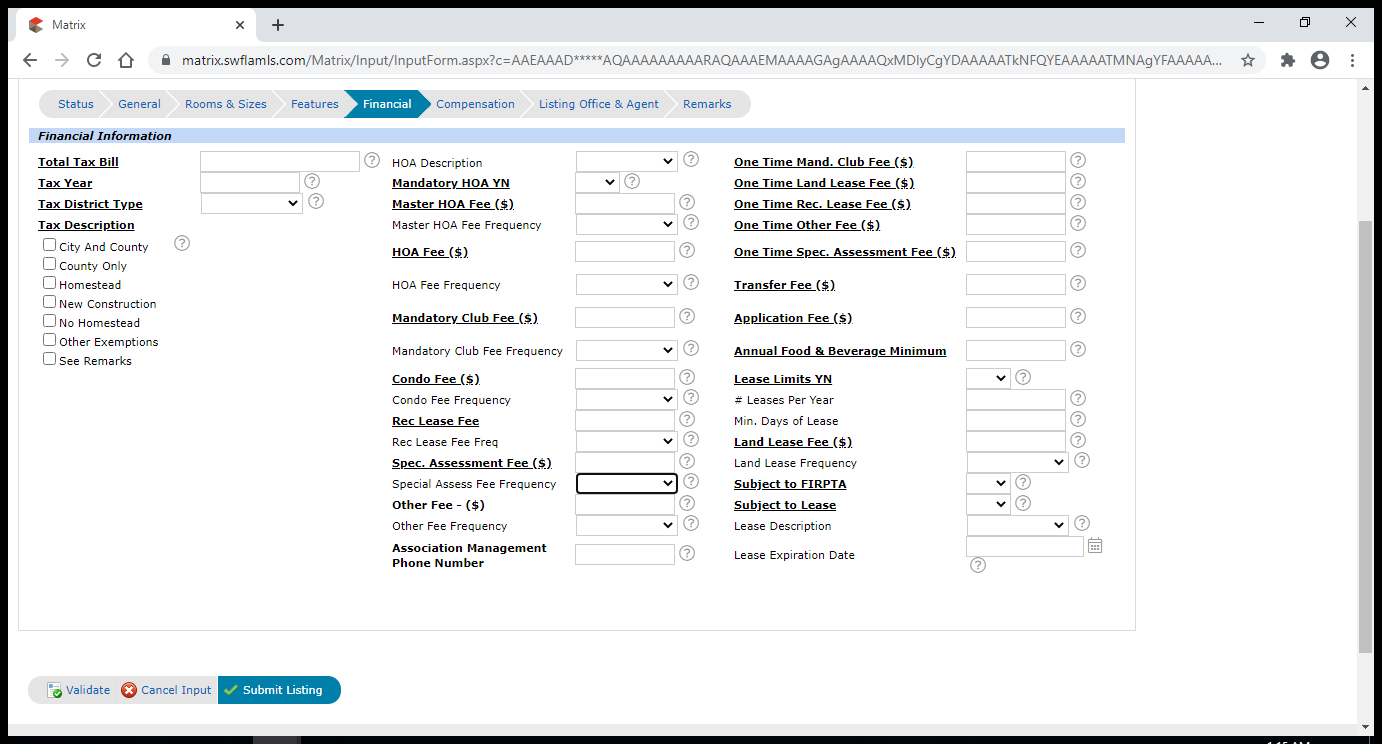 Matrix
matrix.swflamls.com/Matrix/Input/InputForm.aspx?c=AAEAAAD*****AQAAAAAAAAARAQAAAEMAAAAGAgAAAAQxMDIyCgYDAAAAATkNFQYEAAAAATMNAgYFAAAAA...
Status
General
Rooms & Sizes
Features
Financial
Compensation
Listing Office & Agent
Remarks
Financial Information
Total Tax Bill
Tax Year
Tax District Type
Tax Description
City And County
County Only
Homestead
New Construction
No Homestead
Other Exemptions
See Remarks
HOA Description
Mandatory HOA YN
Master HOA Fee ($)
Master HOA Fee Frequency
HOA Fee ($)
HOA Fee Frequency
Mandatory Club Fee ($)
Mandatory Club Fee Frequency
Condo Fee ($)
Condo Fee Frequency
Rec Lease Fee
Rec Lease Fee Freq
Spec. Assessment Fee ($)
Special Assess Fee Frequency
Other Fee - ($)
Other Fee Frequency
Association Management
Phone Number
One Time Mand. Club Fee ($)
One Time Land Lease Fee ($)
One Time Rec. Lease Fee ($)
One Time Other Fee ($)
One Time Spec. Assessment Fee ($)
Transfer Fee ($)
Application Fee ($)
Annual Food & Beverage Minimum
Lease Limits YN
# Leases Per Year
Min. Days of Lease
Land Lease Fee ($)
Land Lease Frequency
Subject to FIRPTA
Subject to Lease
Lease Description
Lease Expiration Date
Validate
Cancel Input
Submit Listing